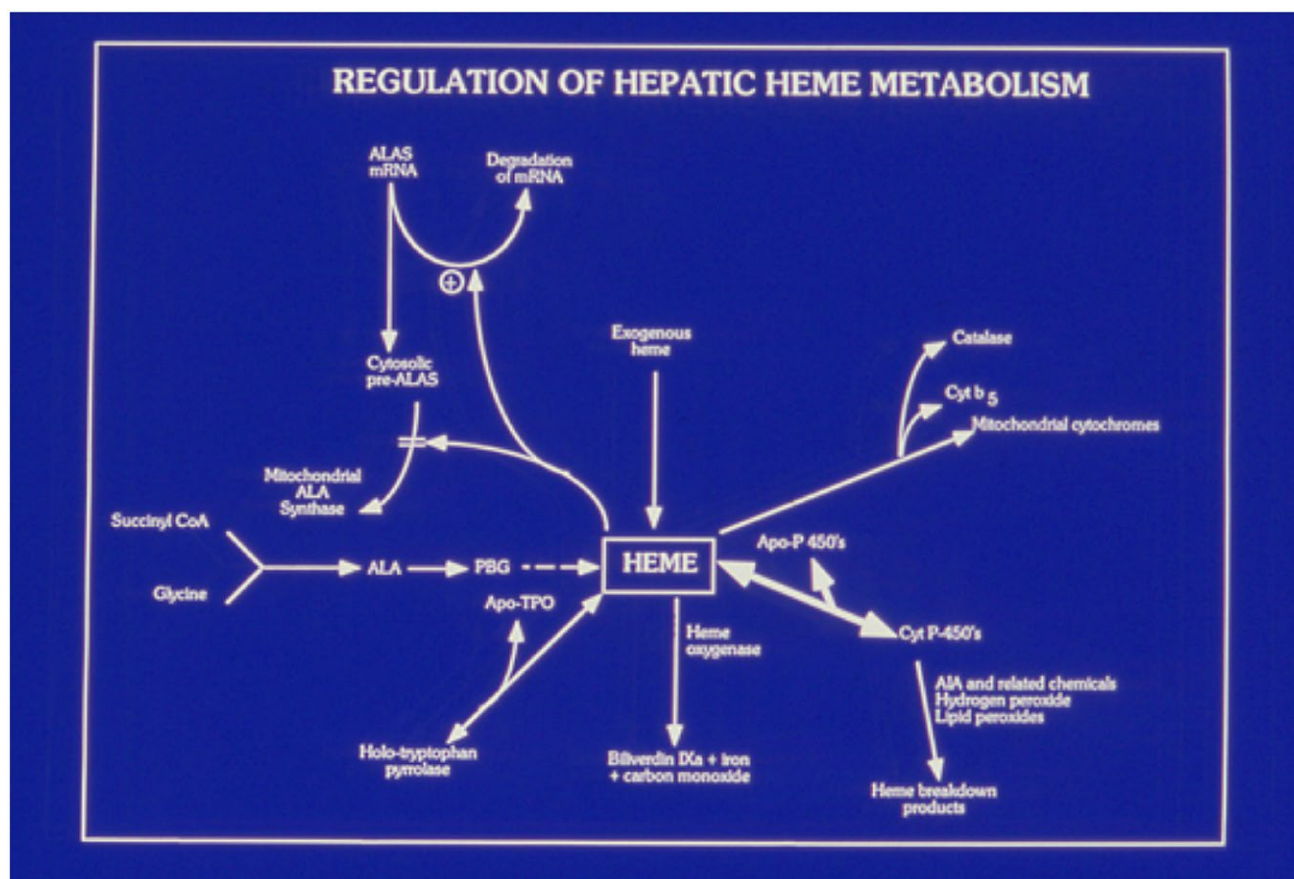 REGULATION OF HEPATIC HEME METABOLISM
ALAS
mRNA
Degradation
of mRNA
+
Exogenous
heme
Catalase
Cytosolic
pre-ALAS
Cyt b 5
Mitochondrial cytochromes
Mitochondrial
ALA
Synthase
Succinyl CoA
Apo-P 450's
HEME
ALA
PBG
Glycine
Apo-TPO
Heme
oxygenase
Cyt P-450's
AIA and related chemicals
Hydrogen peroxide
Lipid peroxides
Holo-tryptophan
pyrrolase
Biliverdin IXa + iron
+ carbon monoxide
Heme breakdown
products